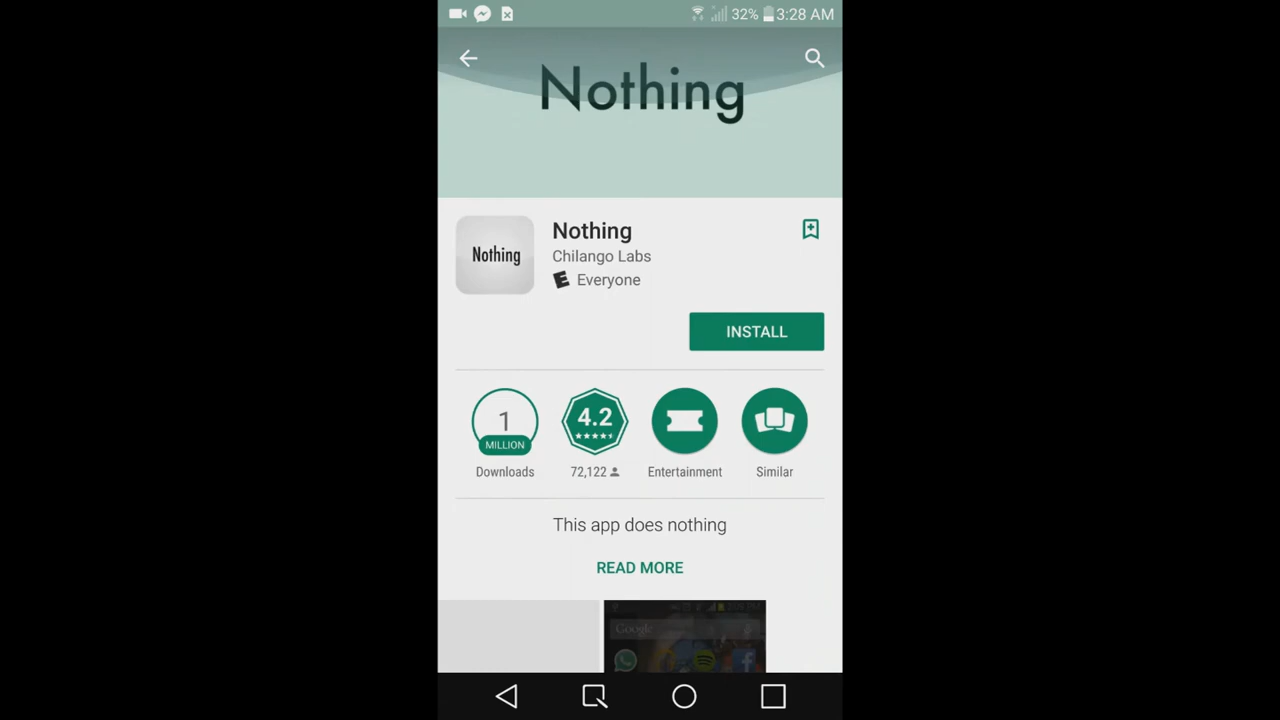 32% 3:28 AM
Nothing
Nothing
Nothing
Chilango Labs
E Everyone
INSTALL
1
MILLION
4.2
Downloads
72,122
Entertainment
Similar
This app does nothing
READ MORE
Google